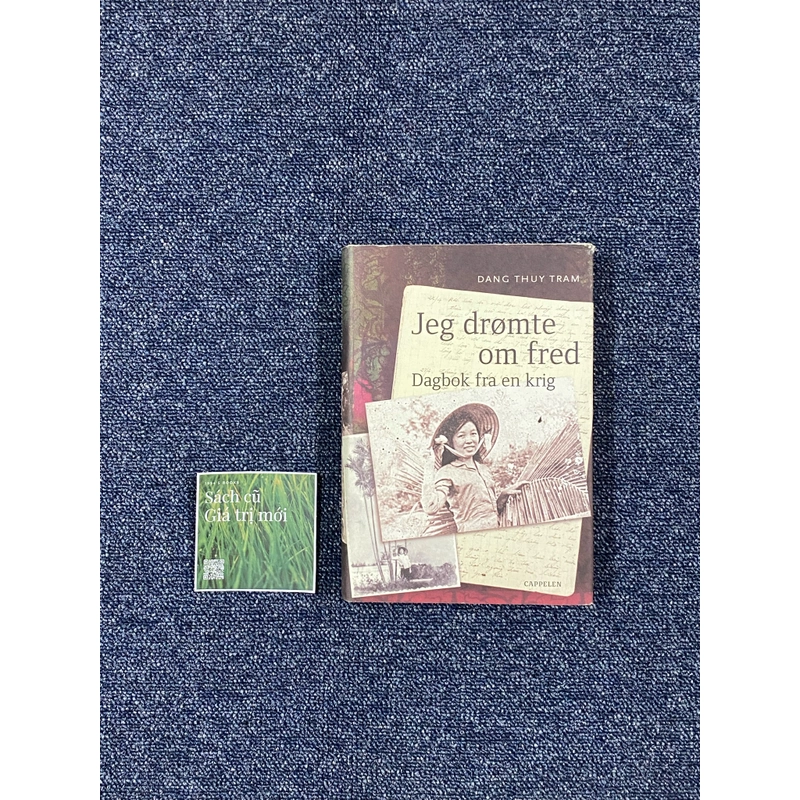 DANG THUY TRAM
Jeg drømte
om fred
Dagbok fra en krig
CAPPELEN
Sách cũ
Giá trị mới